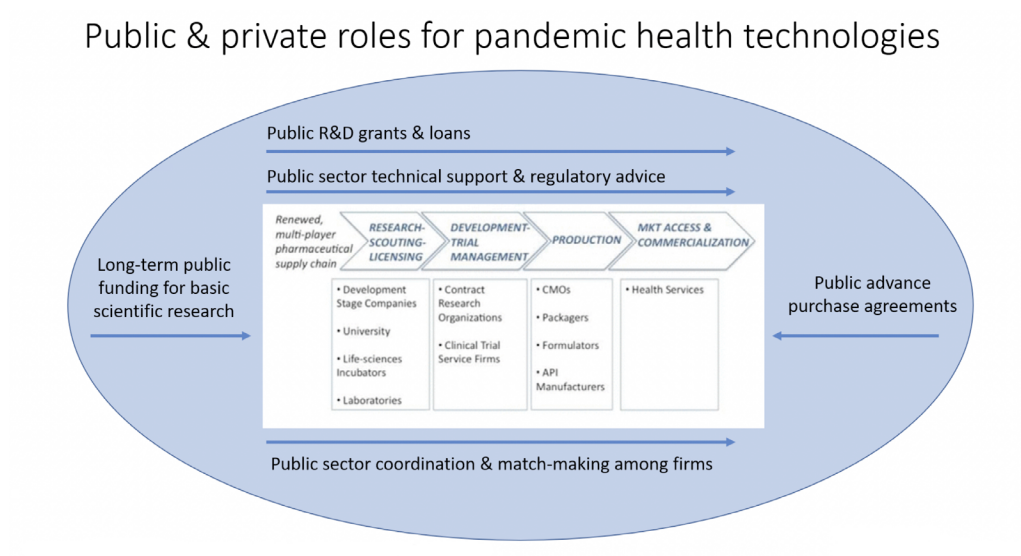 Public & private roles for pandemic health technologies
Public R&D grants & loans
Public sector technical support & regulatory advice
Long-term public
funding for basic
scientific research
Renewed,
multi-player
pharmaceutical
supply chain
RESEARCH-
SCOUTING-
LICENSING
DEVELOPMENT-
TRIAL
MANAGEMENT
PRODUCTION
MKT ACCESS &
COMMERCIALIZATION
• Development
Stage Companies
• University
• Life-sciences
Incubators
• Laboratories
• Contract
Research
Organizations
• Clinical Trial
Service Firms
• CMOs
• Packagers
• Formulators
• API
Manufacturers
• Health Services
Public advance
purchase agreements
Public sector coordination & match-making among firms